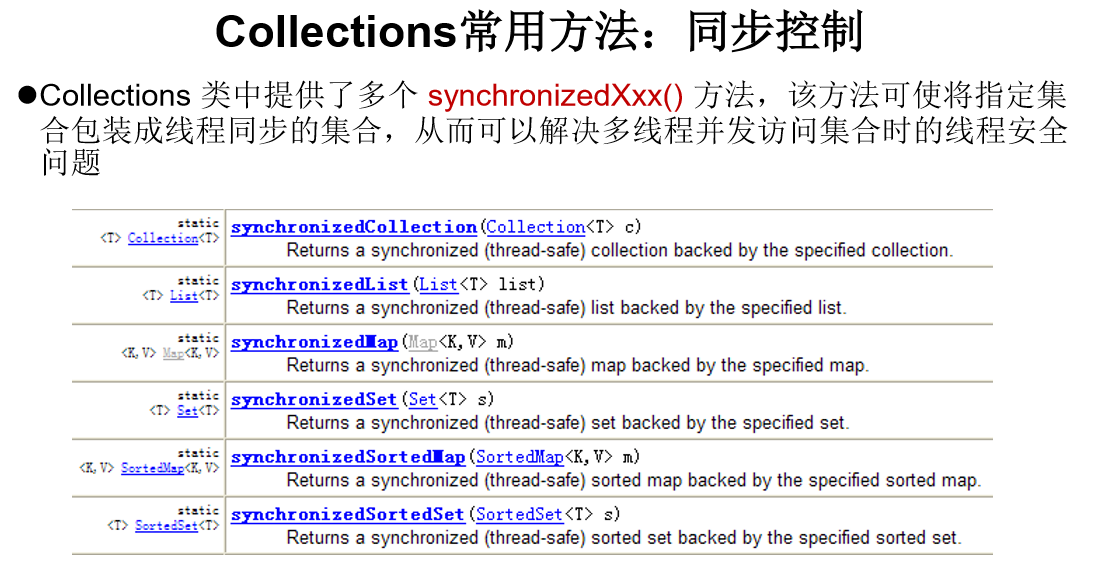 Collections常用方法：同步控制
●Collections 类中提供了多个 synchronizedXxx() 方法，该方法可使将指定集
合包装成线程同步的集合，从而可以解决多线程并发访问集合时的线程安全
问题
static <T> Collection<T>
synchronizedCollection(Collection<T> c)
Returns a synchronized (thread-safe) collection backed by the specified collection.
static <T> List<T>
synchronizedList(List<T> list)
Returns a synchronized (thread-safe) list backed by the specified list.
static <K,V> Map<K,V>
synchronizedMap(Map<K,V> m)
Returns a synchronized (thread-safe) map backed by the specified map.
static <T> Set<T>
synchronizedSet(Set<T> s)
Returns a synchronized (thread-safe) set backed by the specified set.
static <K,V> SortedMap<K,V>
synchronizedSortedMap(SortedMap<K,V> m)
Returns a synchronized (thread-safe) sorted map backed by the specified sorted map.
static <T> SortedSet<T>
synchronizedSortedSet(SortedSet<T> s)
Returns a synchronized (thread-safe) sorted set backed by the specified sorted set.